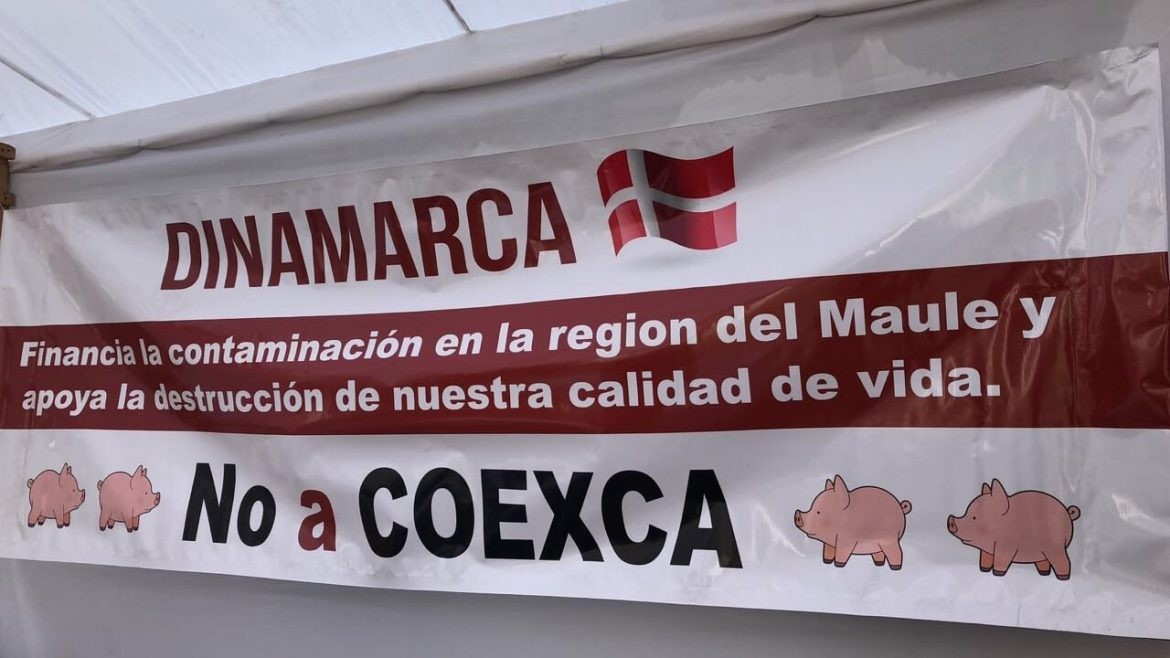 DINAMARCA
Financia la contaminación en la region del Maule y
apoya la destrucción de nuestra calidad de vida.
No a COEXCA